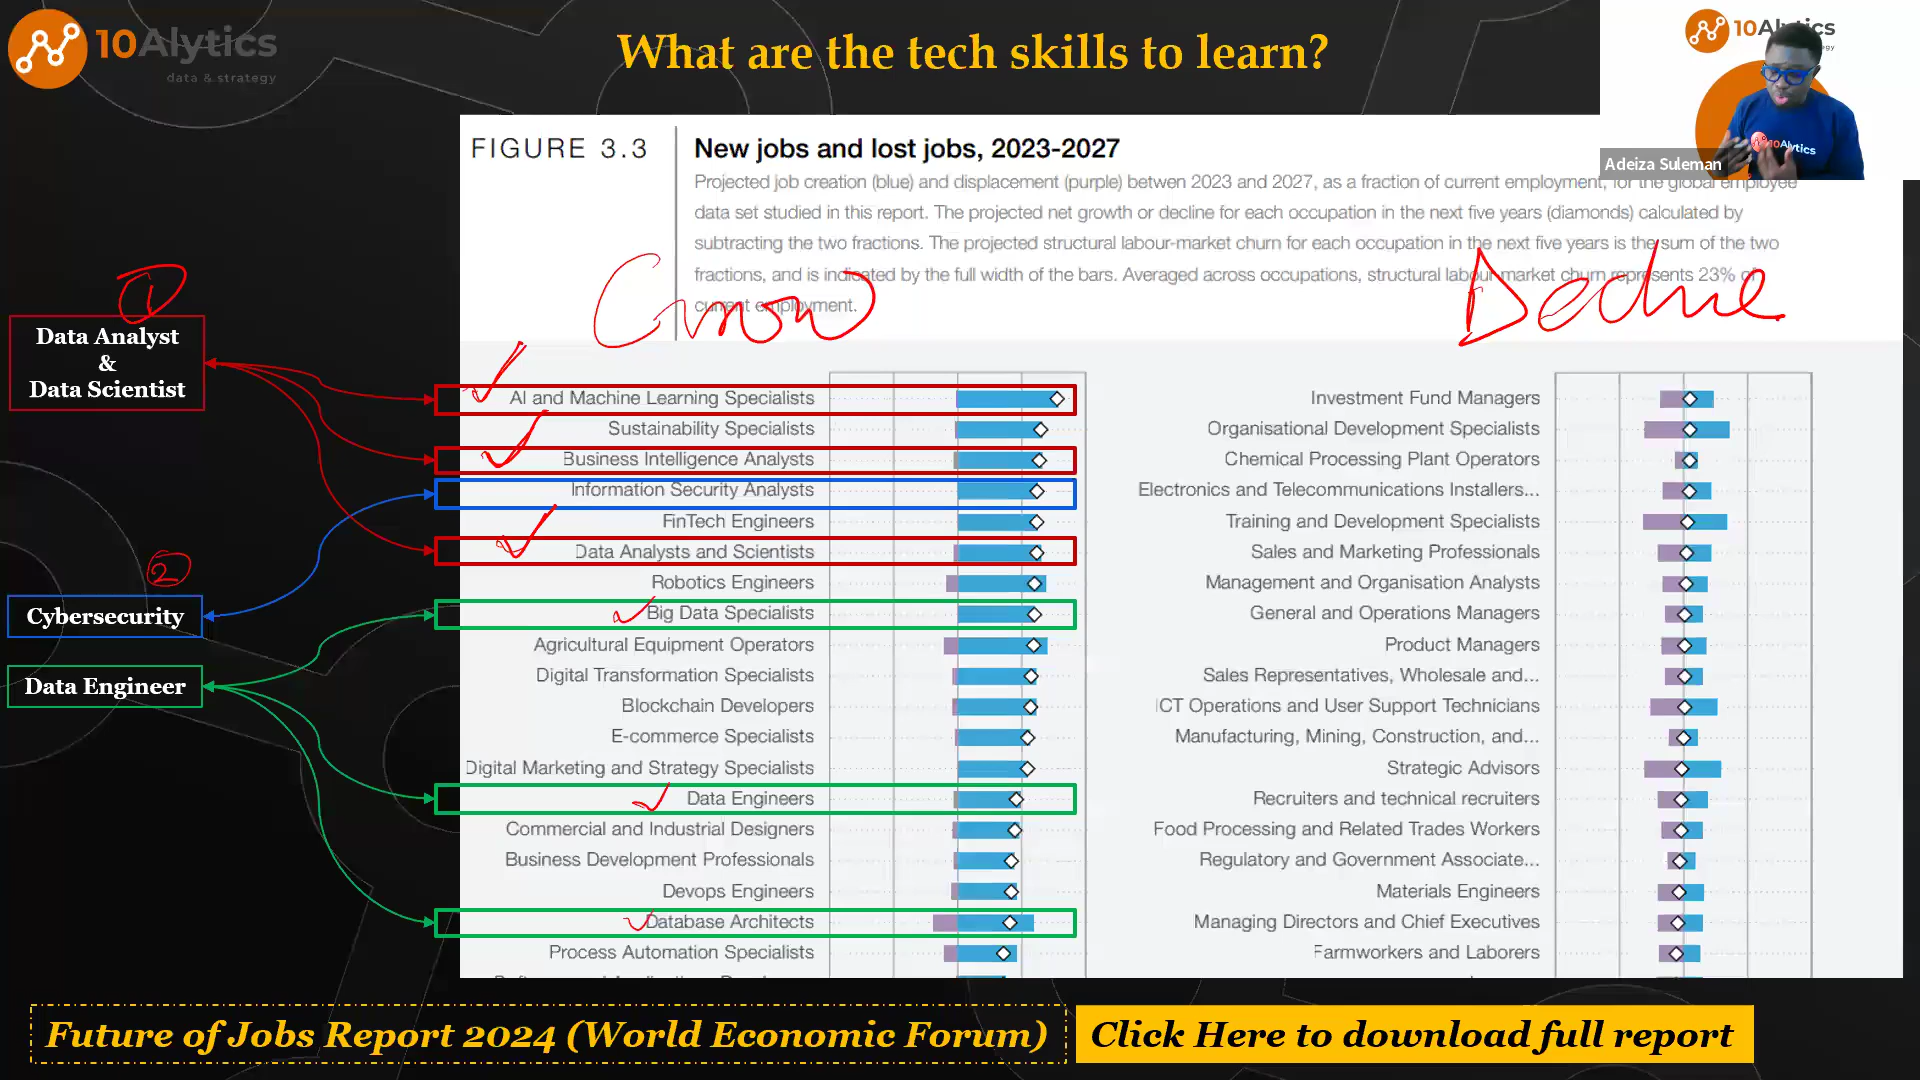 10Alytics
data & strategy
What are the tech skills to learn?
10Alytics
Adeiza Suleman
10Alytics
FIGURE 3.3
New jobs and lost jobs, 2023-2027
Projected job creation (blue) and displacement (purple) betwen 2023 and 2027, as a fraction of current employment, for the global employee
data set studied in this report. The projected net growth or decline for each occupation in the next five years (diamonds) calculated by
subtracting the two fractions. The projected structural labour-market churn for each occupation in the next five years is the sum of the two
fractions, and is indicated by the full width of the bars. Averaged across occupations, structural labour-market churn represents 23% of
current employment.
Grow
Decline
1
Data Analyst
&
Data Scientist
2
Cybersecurity
Data Engineer
AI and Machine Learning Specialists
Sustainability Specialists
Business Intelligence Analysts
Information Security Analysts
FinTech Engineers
Data Analysts and Scientists
Robotics Engineers
Big Data Specialists
Agricultural Equipment Operators
Digital Transformation Specialists
Blockchain Developers
E-commerce Specialists
Digital Marketing and Strategy Specialists
Data Engineers
Commercial and Industrial Designers
Business Development Professionals
Devops Engineers
Database Architects
Process Automation Specialists
Investment Fund Managers
Organisational Development Specialists
Chemical Processing Plant Operators
Electronics and Telecommunications Installers...
Training and Development Specialists
Sales and Marketing Professionals
Management and Organisation Analysts
General and Operations Managers
Product Managers
Sales Representatives, Wholesale and...
ICT Operations and User Support Technicians
Manufacturing, Mining, Construction, and...
Strategic Advisors
Recruiters and technical recruiters
Food Processing and Related Trades Workers
Regulatory and Government Associate...
Materials Engineers
Managing Directors and Chief Executives
Farmworkers and Laborers
Future of Jobs Report 2024 (World Economic Forum)
Click Here to download full report